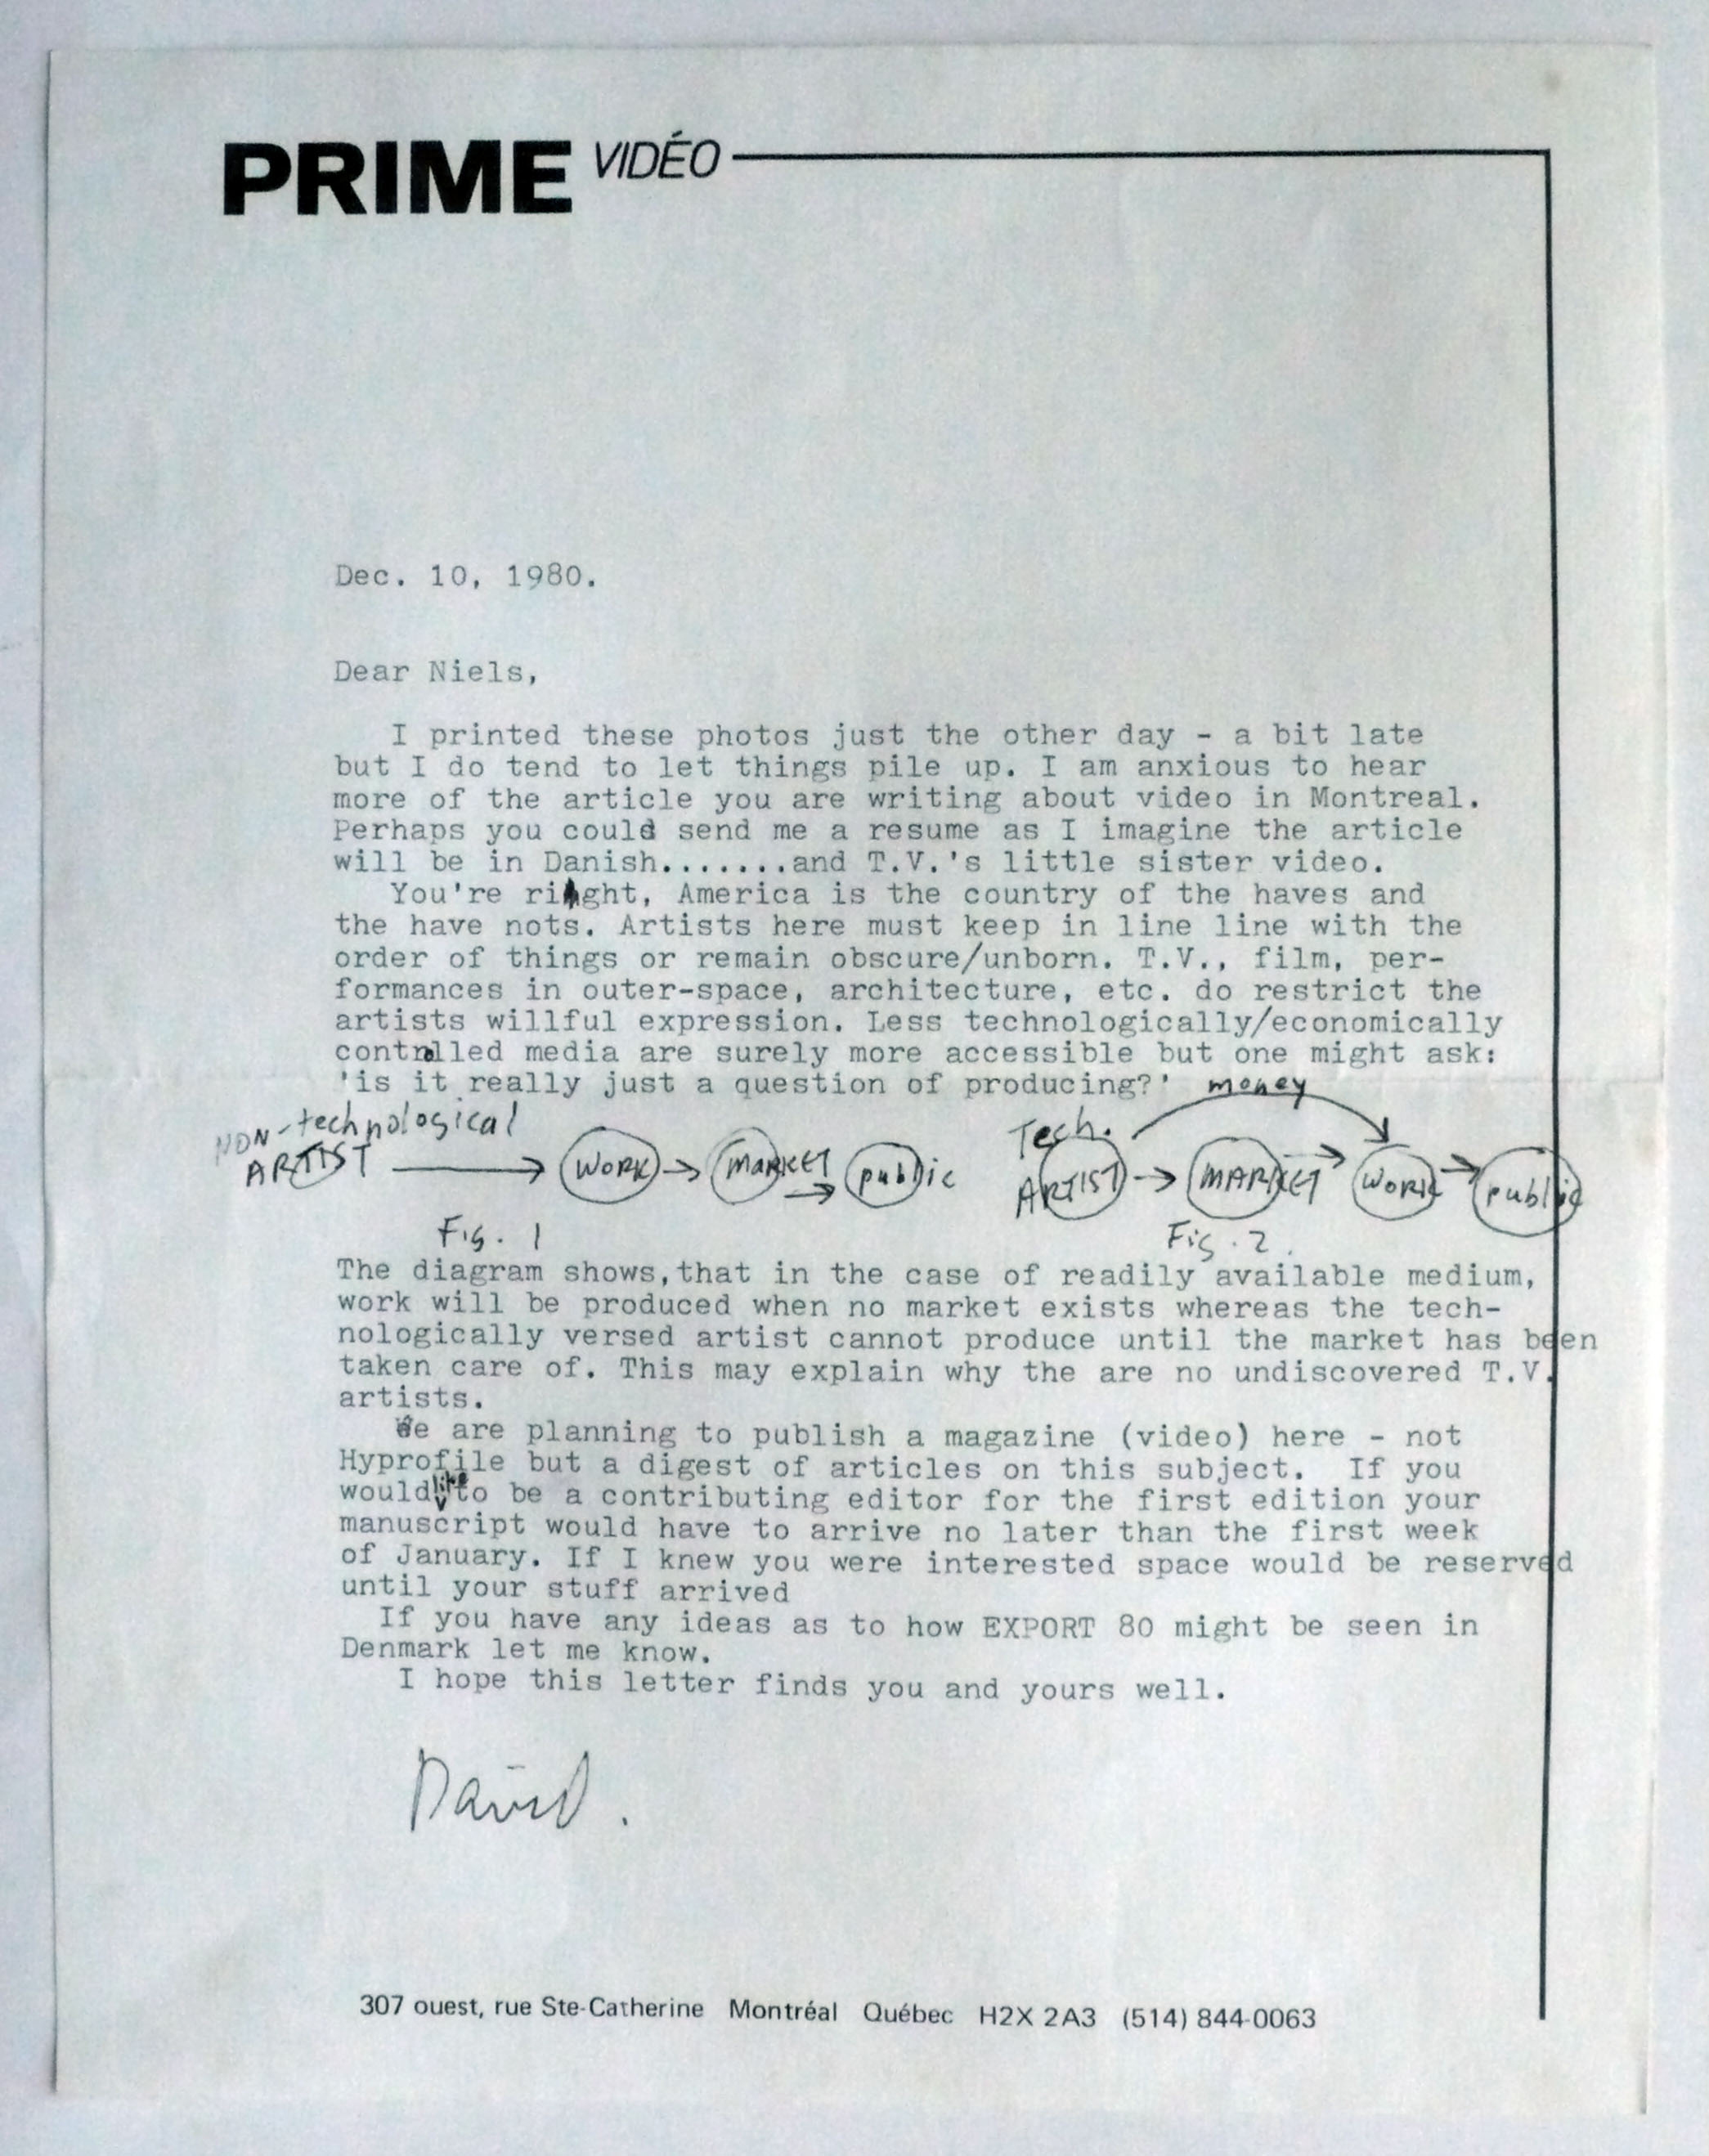 PRIME VIDÉO
Dec. 10, 1980.
Dear Niels,
I printed these photos just the other day - a bit late
but I do tend to let things pile up. I am anxious to hear
more of the article you are writing about video in Montreal.
Perhaps you could send me a resume as I imagine the article
will be in Danish.......and T.V.'s little sister video.
You're right, America is the country of the haves and
the have nots. Artists here must keep in line line with the
order of things or remain obscure/unborn. T.V., film, per-
formances in outer-space, architecture, etc. do restrict the
artists willful expression. Less technologically/economically
controlled media are surely more accessible but one might ask:
'is it really just a question of producing?' money
NON-technological Tech.
ARTIST WORK MARKET public ARTIST MARKET WORK public
Fig. 1 Fig. 2.
The diagram shows,that in the case of readily available medium,
work will be produced when no market exists whereas the tech-
nologically versed artist cannot produce until the market has been
taken care of. This may explain why the are no undiscovered T.V.
artists.
We are planning to publish a magazine (video) here - not
Hyprofile but a digest of articles on this subject. If you
would like to be a contributing editor for the first edition your
manuscript would have to arrive no later than the first week
of January. If I knew you were interested space would be reserved
until your stuff arrived
If you have any ideas as to how EXPORT 80 might be seen in
Denmark let me know.
I hope this letter finds you and yours well.
David.
307 ouest, rue Ste-Catherine Montréal Québec H2X 2A3 (514) 844-0063